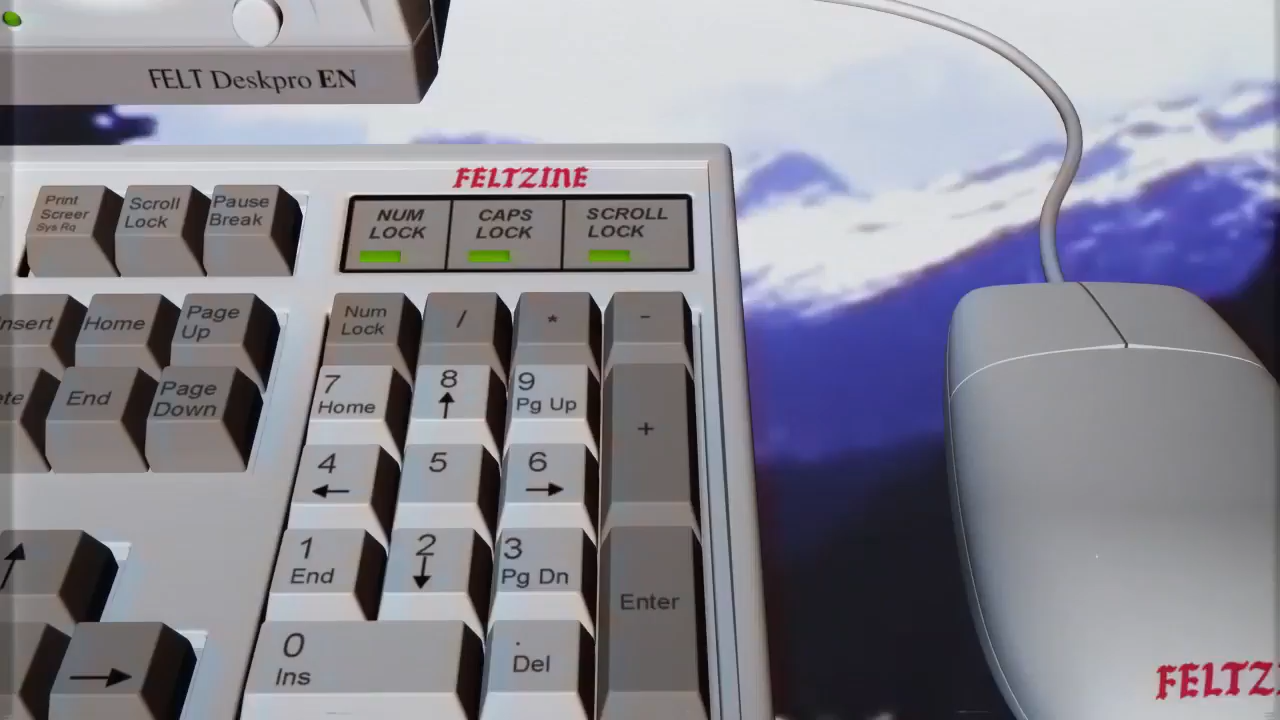 FELT Deskpro EN
FELTZINE
Print
Screer
Sys Rq
Scroll
Lock
Pause
Break
NUM
LOCK
CAPS
LOCK
SCROLL
LOCK
nsert
Home
Page
Up
Num
Lock
/
*
-
ete
End
Page
Down
7
Home
8
↑
9
Pg Up
+
4
←
5
6
→
1
End
2
↓
3
Pg Dn
Enter
0
Ins
.
Del
↑
→
FELTZI